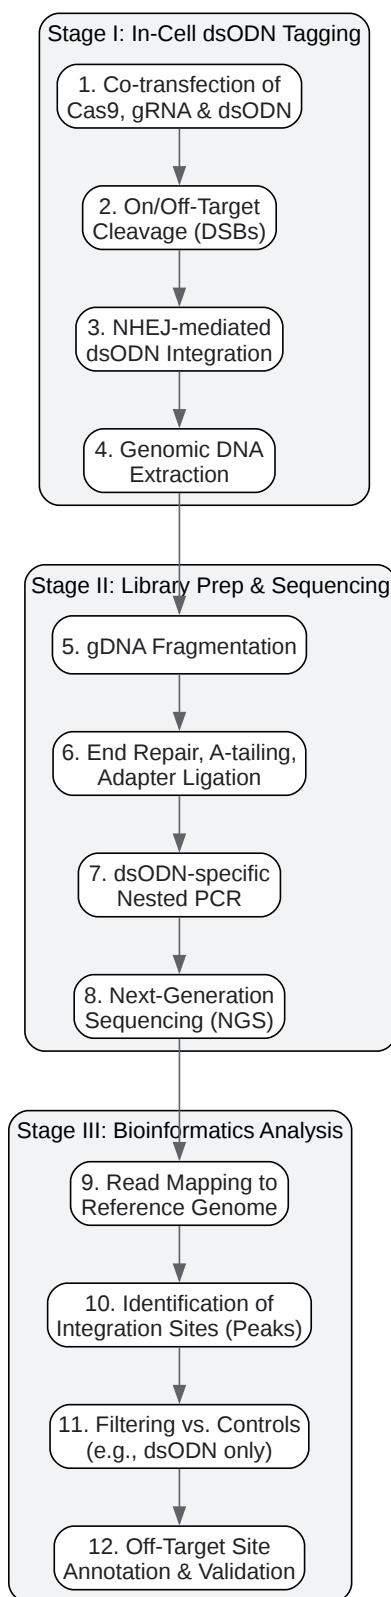 Stage I: In-Cell dsODN Tagging
1. Co-transfection of
Cas9, gRNA & dsODN
2. On/Off-Target
Cleavage (DSBs)
3. NHEJ-mediated
dsODN Integration
4. Genomic DNA
Extraction
Stage II: Library Prep & Sequencing
5. gDNA Fragmentation
6. End Repair, A-tailing,
Adapter Ligation
7. dsODN-specific
Nested PCR
8. Next-Generation
Sequencing (NGS)
Stage III: Bioinformatics Analysis
9. Read Mapping to
Reference Genome
10. Identification of
Integration Sites (Peaks)
11. Filtering vs. Controls
(e.g., dsODN only)
12. Off-Target Site
Annotation & Validation